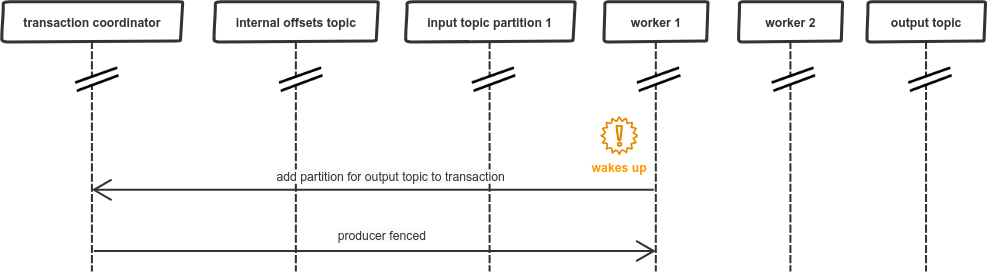 transaction coordinator
internal offsets topic
input topic partition 1
worker 1
worker 2
output topic
wakes up
add partition for output topic to transaction
producer fenced